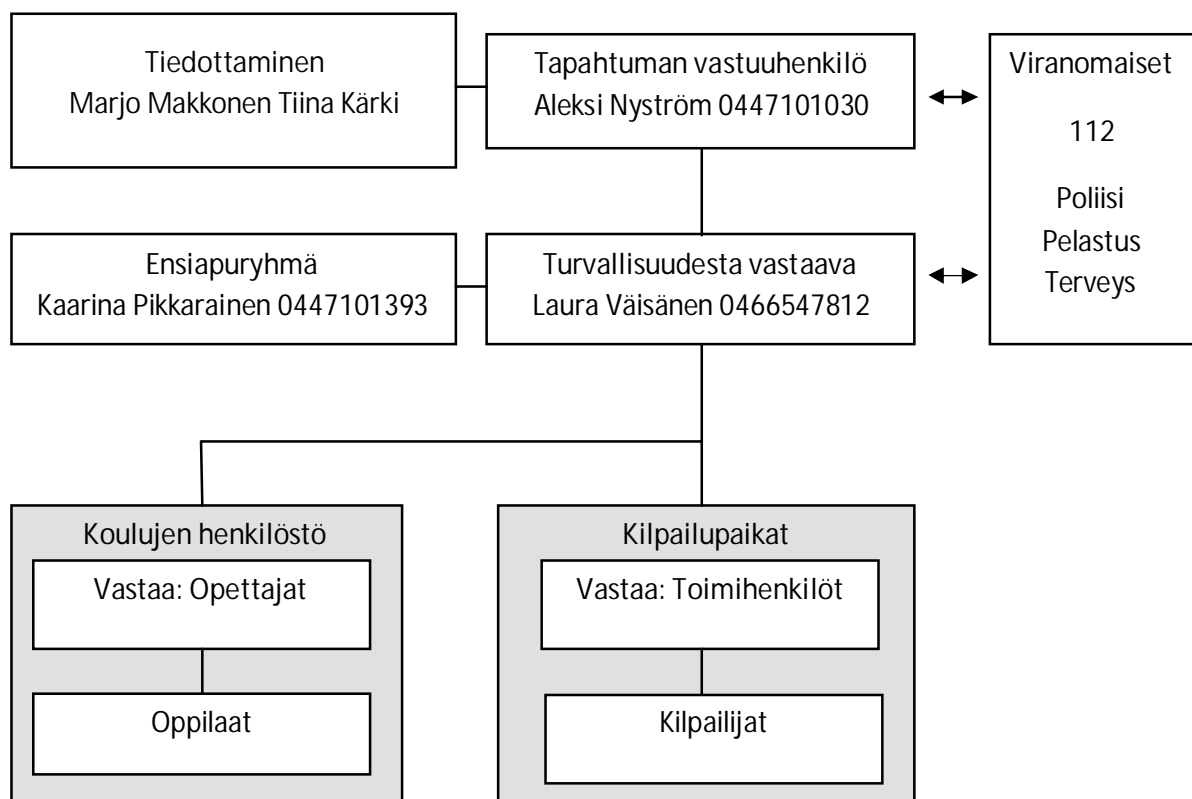 Tiedottaminen
Marjo Makkonen Tiina Kärki
Tapahtuman vastuuhenkilö
Aleksi Nyström 0447101030
Viranomaiset
112
Poliisi
Pelastus
Terveys
Ensiapuryhmä
Kaarina Pikkarainen 0447101393
Turvallisuudesta vastaava
Laura Väisänen 0466547812
Koulujen henkilöstö
Vastaa: Opettajat
Oppilaat
Kilpailupaikat
Vastaa: Toimihenkilöt
Kilpailijat